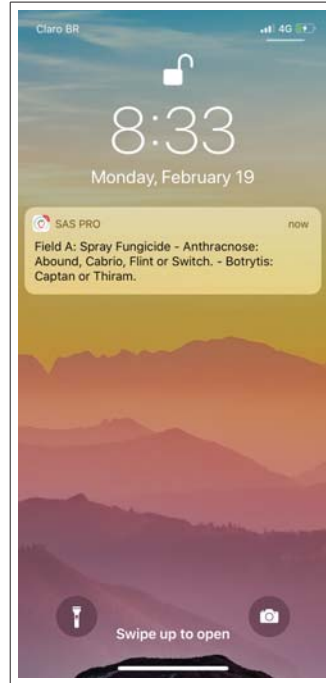 Claro BR 4G
8:33
Monday, February 19
SAS PRO now
Field A: Spray Fungicide - Anthracnose:
Abound, Cabrio, Flint or Switch. - Botrytis:
Captan or Thiram.
Swipe up to open